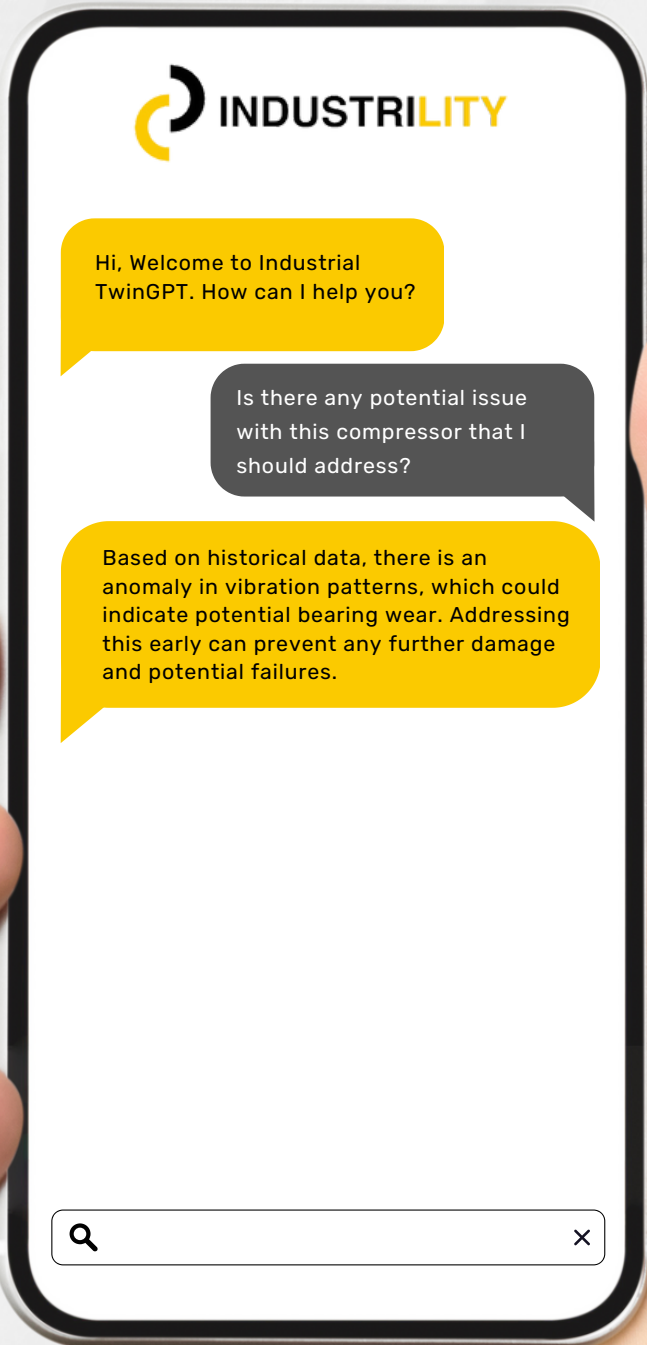 INDUSTRILITY
Hi, Welcome to Industrial
TwinGPT. How can I help you?
Is there any potential issue
with this compressor that I
should address?
Based on historical data, there is an
anomaly in vibration patterns, which could
indicate potential bearing wear. Addressing
this early can prevent any further damage
and potential failures.